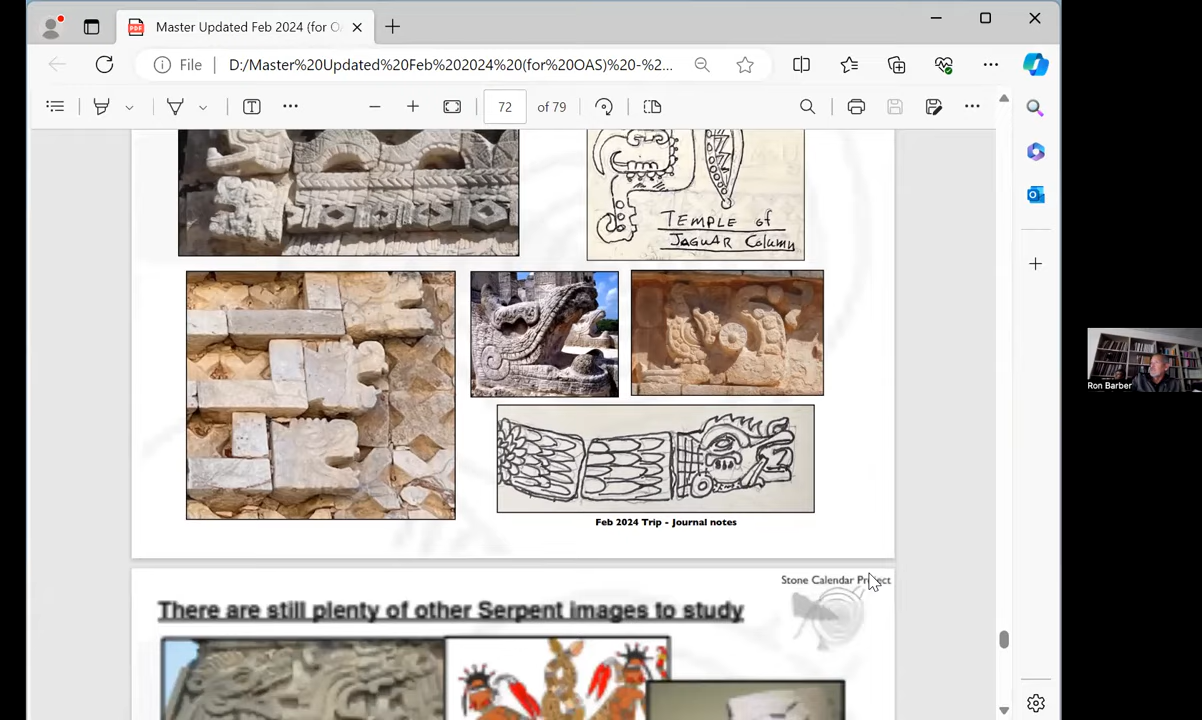 Master Updated Feb 2024 (for O
File
D:/Master%20Updated%20Feb%202024%20(for%20OAS)%20-%2...
72
of 79
TEMPLE of
JAGUAR Column
Ron Barber
Feb 2024 Trip - Journal notes
Stone Calendar Project
There are still plenty of other Serpent images to study